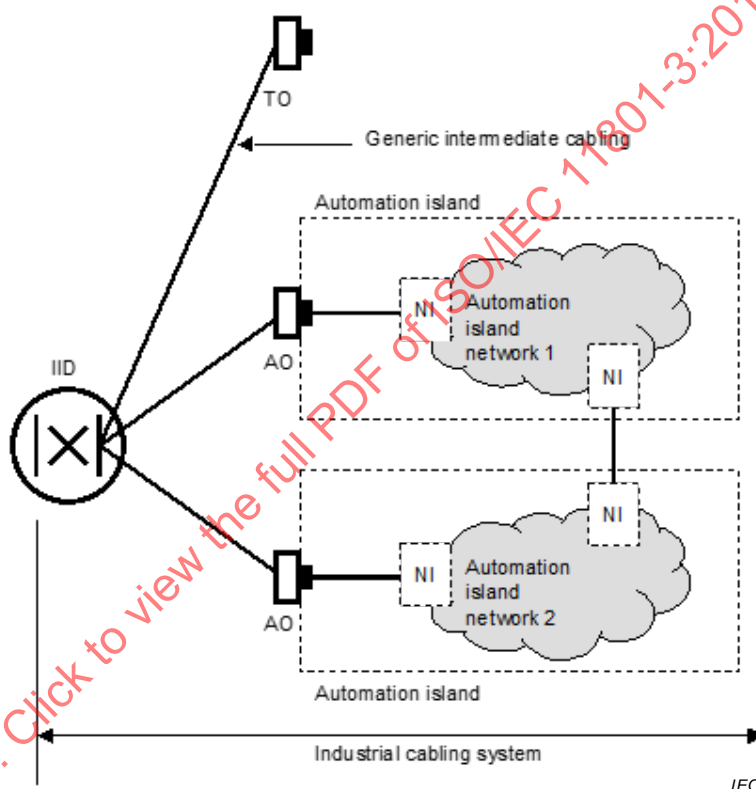 TO
Generic intermediate cabling
Automation island
NI
Automation
island
network 1
AO
NI
IID
NI
NI
Automation
island
network 2
AO
Automation island
Industrial cabling system
IEC
. Click to view the full PDF of ISO/IEC 11801-3:201